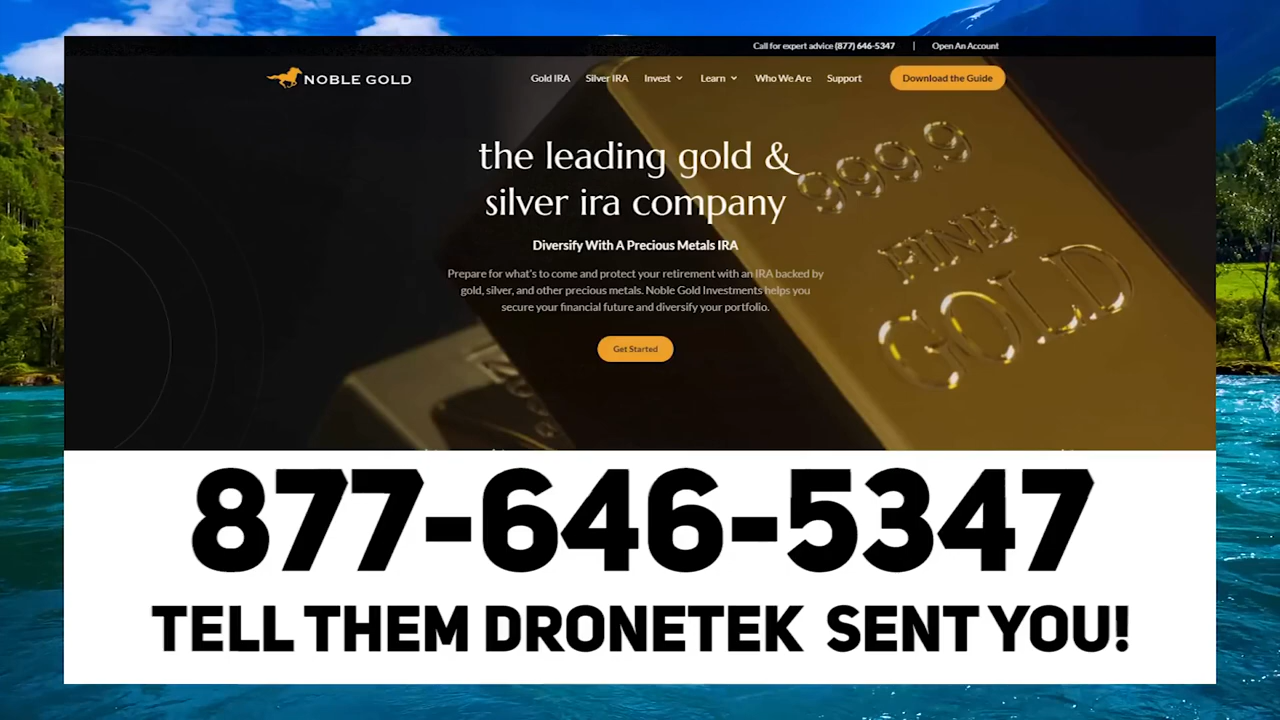 Call for expert advice (877) 646-5347 | Open An Account
NOBLE GOLD
Gold IRA Silver IRA Invest Learn Who We Are Support Download the Guide
the leading gold &
silver ira company
Diversify With A Precious Metals IRA
Prepare for what's to come and protect your retirement with an IRA backed by
gold, silver, and other precious metals. Noble Gold Investments helps you
secure your financial future and diversify your portfolio.
Get Started
999.9
FINE
GOLD
877-646-5347
TELL THEM DRONETEK SENT YOU!